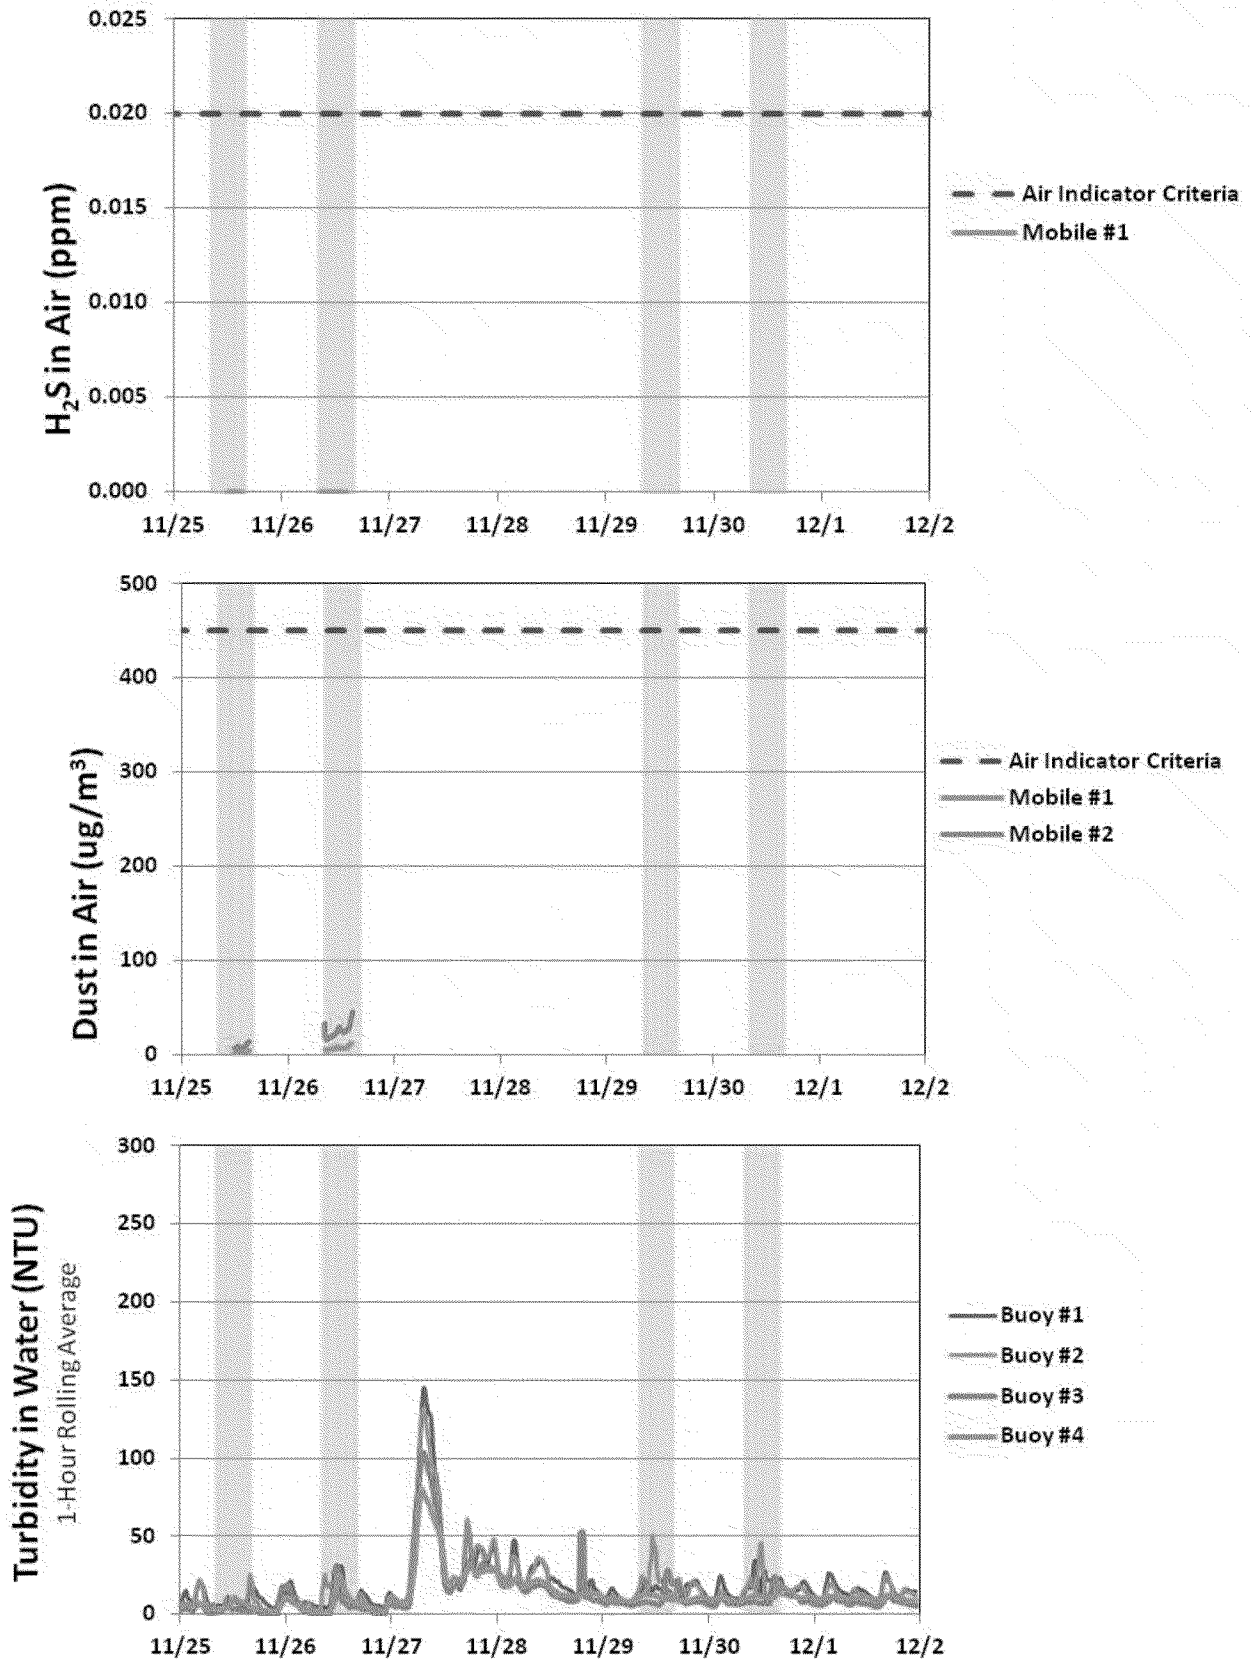 0.025
0.020
0.015
0.010
0.005
0.000
H₂S in Air (ppm)
11/25 11/26 11/27 11/28 11/29 11/30 12/1 12/2
Air Indicator Criteria
Mobile #1
500
400
300
200
100
0
Dust in Air (ug/m³)
11/25 11/26 11/27 11/28 11/29 11/30 12/1 12/2
Air Indicator Criteria
Mobile #1
Mobile #2
300
250
200
150
100
50
0
Turbidity in Water (NTU)
1-Hour Rolling Average
11/25 11/26 11/27 11/28 11/29 11/30 12/1 12/2
Buoy #1
Buoy #2
Buoy #3
Buoy #4